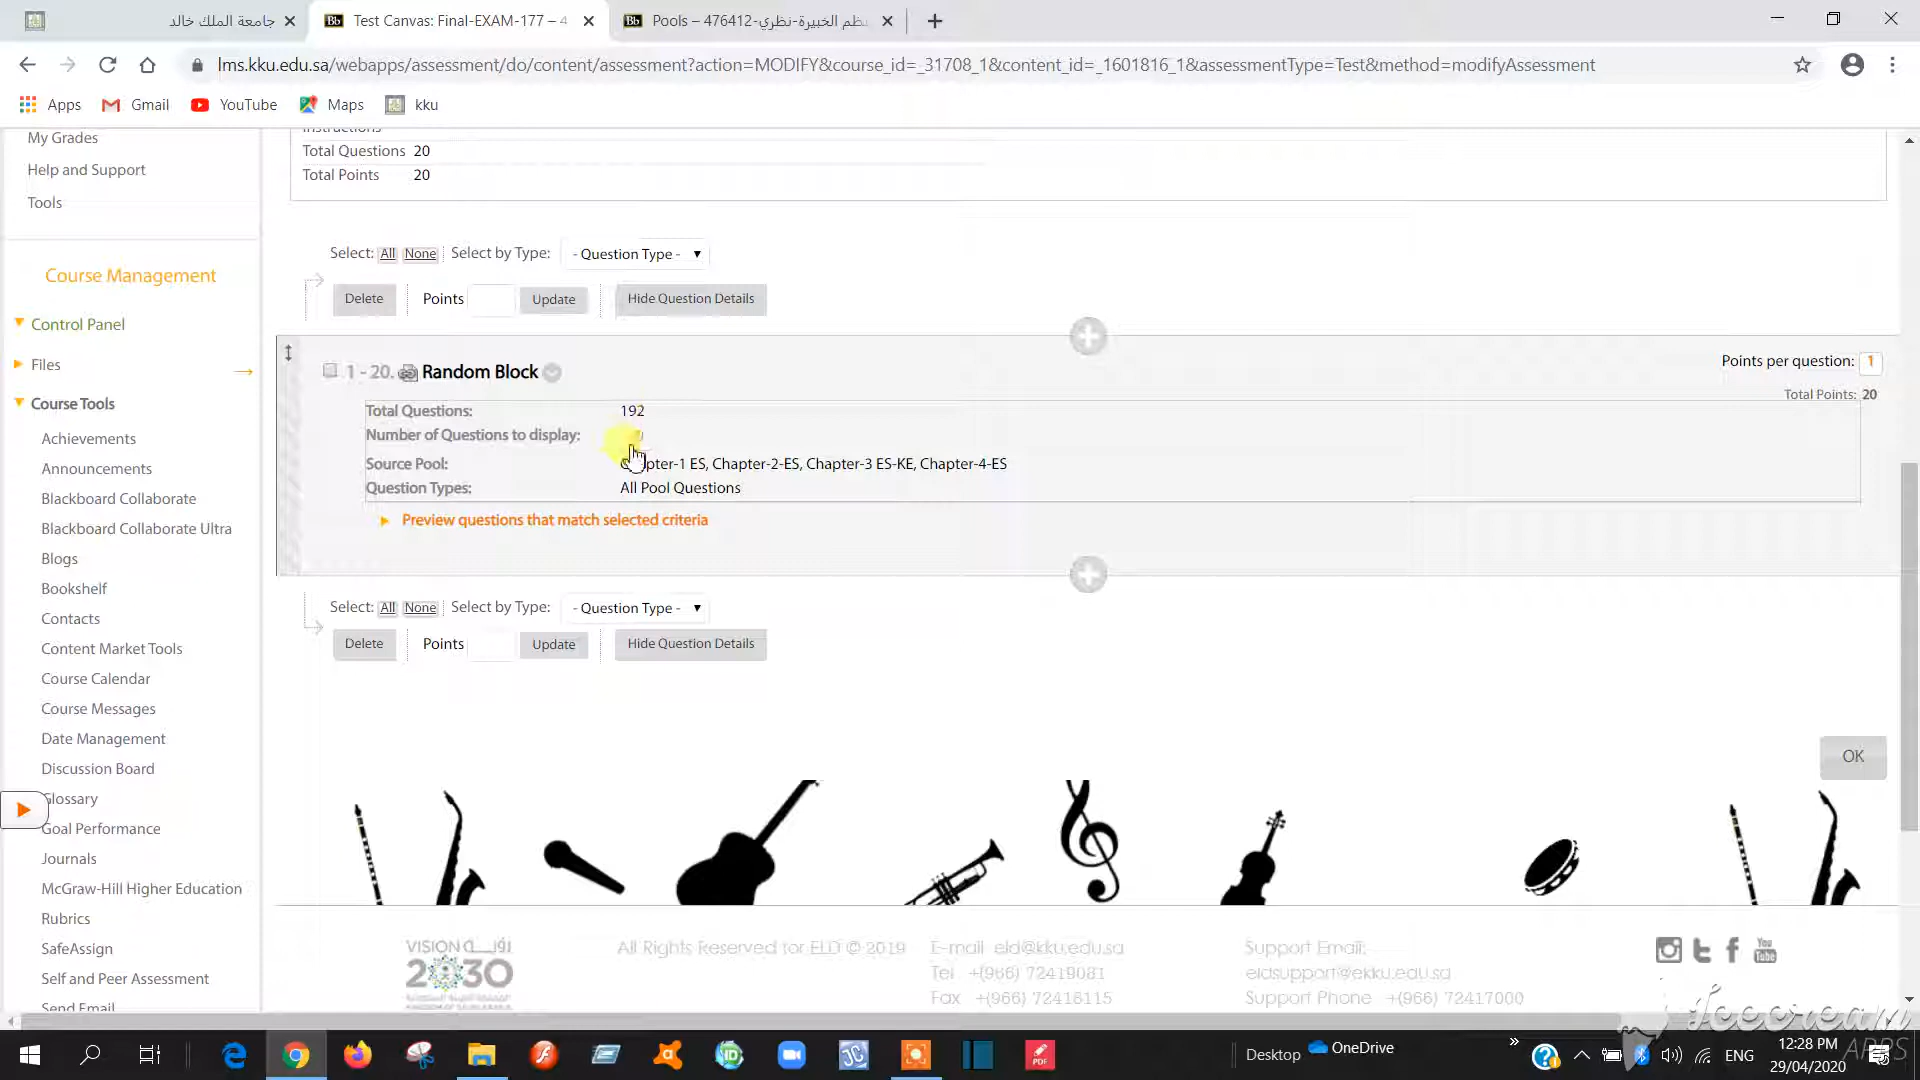 جامعة الملك خالد
Test Canvas: Final-EXAM-177 – 4
Pools – 476412-نظم الخبيرة-نظري
lms.kku.edu.sa/webapps/assessment/do/content/assessment?action=MODIFY&course_id=_31708_1&content_id=_1601816_1&assessmentType=Test&method=modifyAssessment
Apps Gmail YouTube Maps kku
My Grades
Help and Support
Tools
Course Management
Control Panel
Files
Course Tools
Achievements
Announcements
Blackboard Collaborate
Blackboard Collaborate Ultra
Blogs
Bookshelf
Contacts
Content Market Tools
Course Calendar
Course Messages
Date Management
Discussion Board
Glossary
Goal Performance
Journals
McGraw-Hill Higher Education
Rubrics
SafeAssign
Self and Peer Assessment
Send Email
Instructions
Total Questions 20
Total Points 20
Select: All None Select by Type: - Question Type -
Delete Points Update Hide Question Details
1 - 20. Random Block
Points per question: 1
Total Points: 20
Total Questions: 192
Number of Questions to display:
Source Pool: Chapter-1 ES, Chapter-2-ES, Chapter-3 ES-KE, Chapter-4-ES
Question Types: All Pool Questions
Preview questions that match selected criteria
Select: All None Select by Type: - Question Type -
Delete Points Update Hide Question Details
OK
VISION رؤية
2030
All Rights Reserved for ELD © 2019
E-mail eld@kku.edu.sa
Tel +(966) 72419081
Fax +(966) 72418115
Support Email:
eldsupport@ekku.edu.sa
Support Phone +(966) 72417000
You Tube
Icecream
APPS
Desktop OneDrive ENG
12:28 PM
29/04/2020